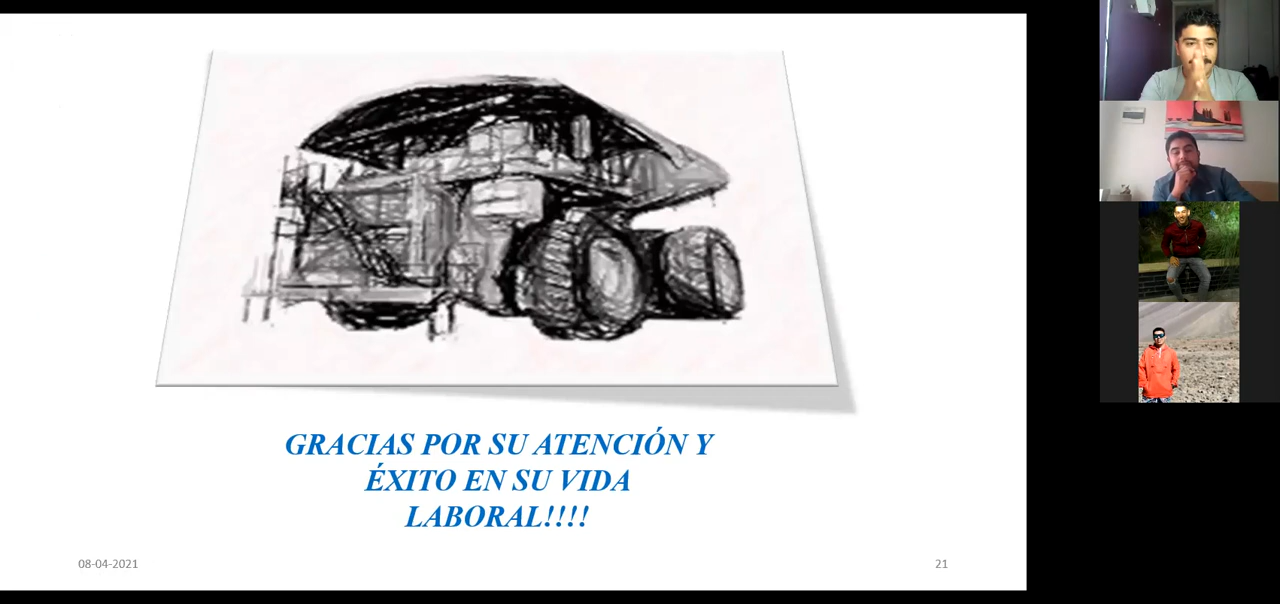 GRACIAS POR SU ATENCIÓN Y
ÉXITO EN SU VIDA
LABORAL!!!!
08-04-2021
21